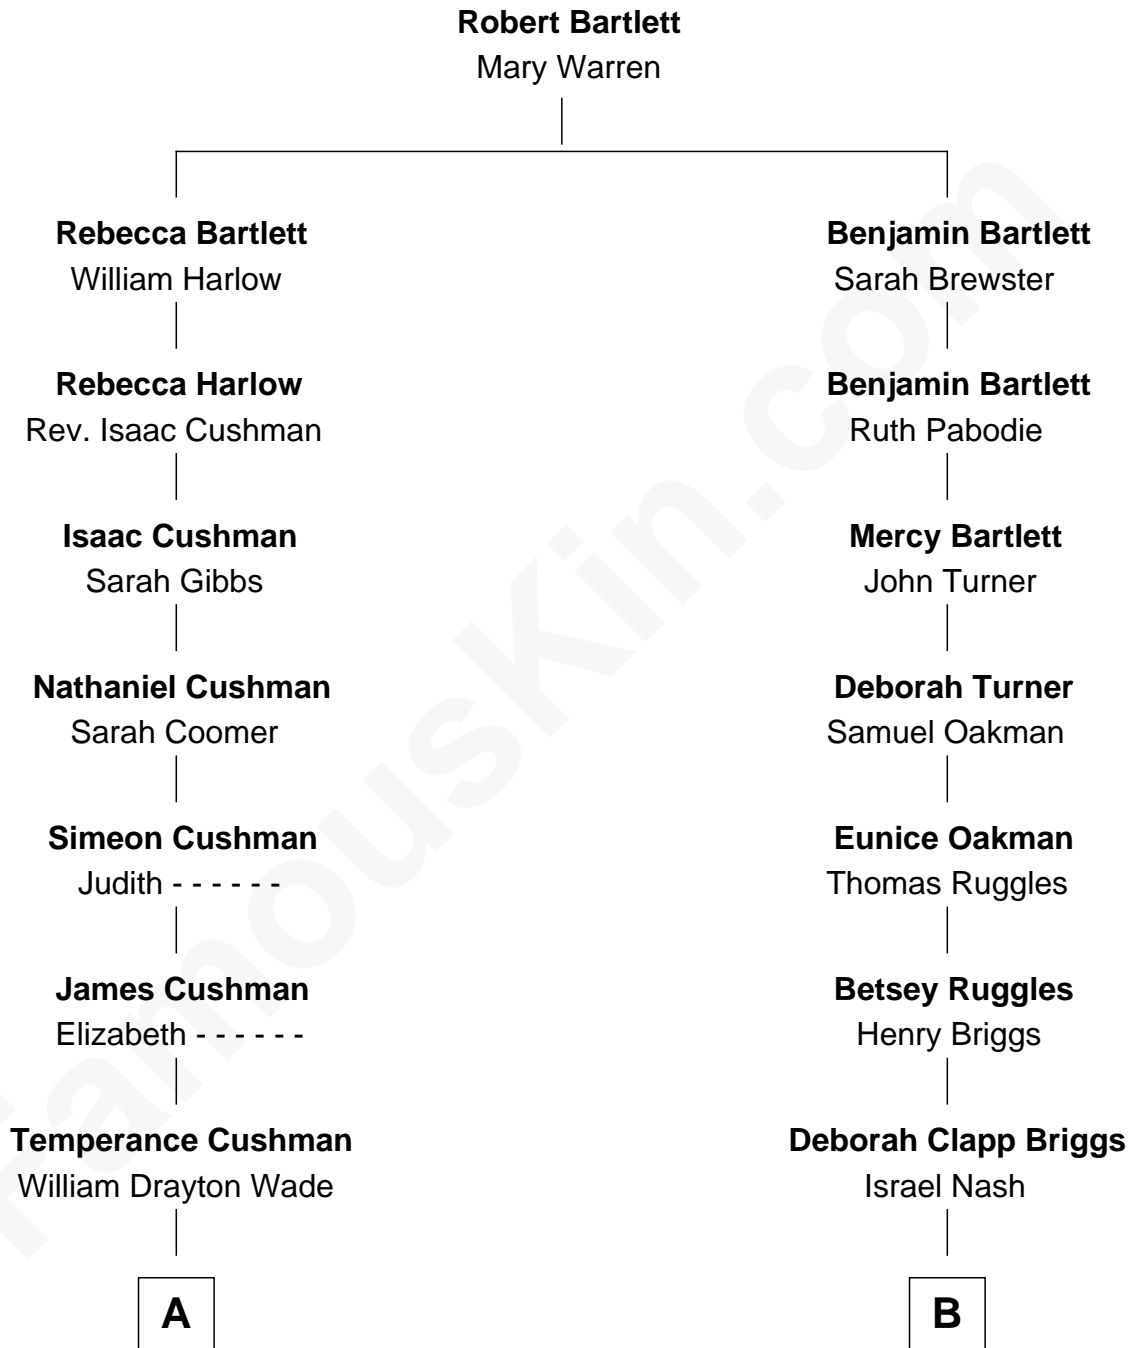 Robert Bartlett
Mary Warren
Rebecca Bartlett
William Harlow
Benjamin Bartlett
Sarah Brewster
Rebecca Harlow
Rev. Isaac Cushman
Benjamin Bartlett
Ruth Pabodie
Isaac Cushman
Sarah Gibbs
Mercy Bartlett
John Turner
Nathaniel Cushman
Sarah Coomer
Deborah Turner
Samuel Oakman
Simeon Cushman
Judith - - - - - -
Eunice Oakman
Thomas Ruggles
James Cushman
Elizabeth - - - - - -
Betsey Ruggles
Henry Briggs
Temperance Cushman
William Drayton Wade
Deborah Clapp Briggs
Israel Nash
A
B
FamousKin.com